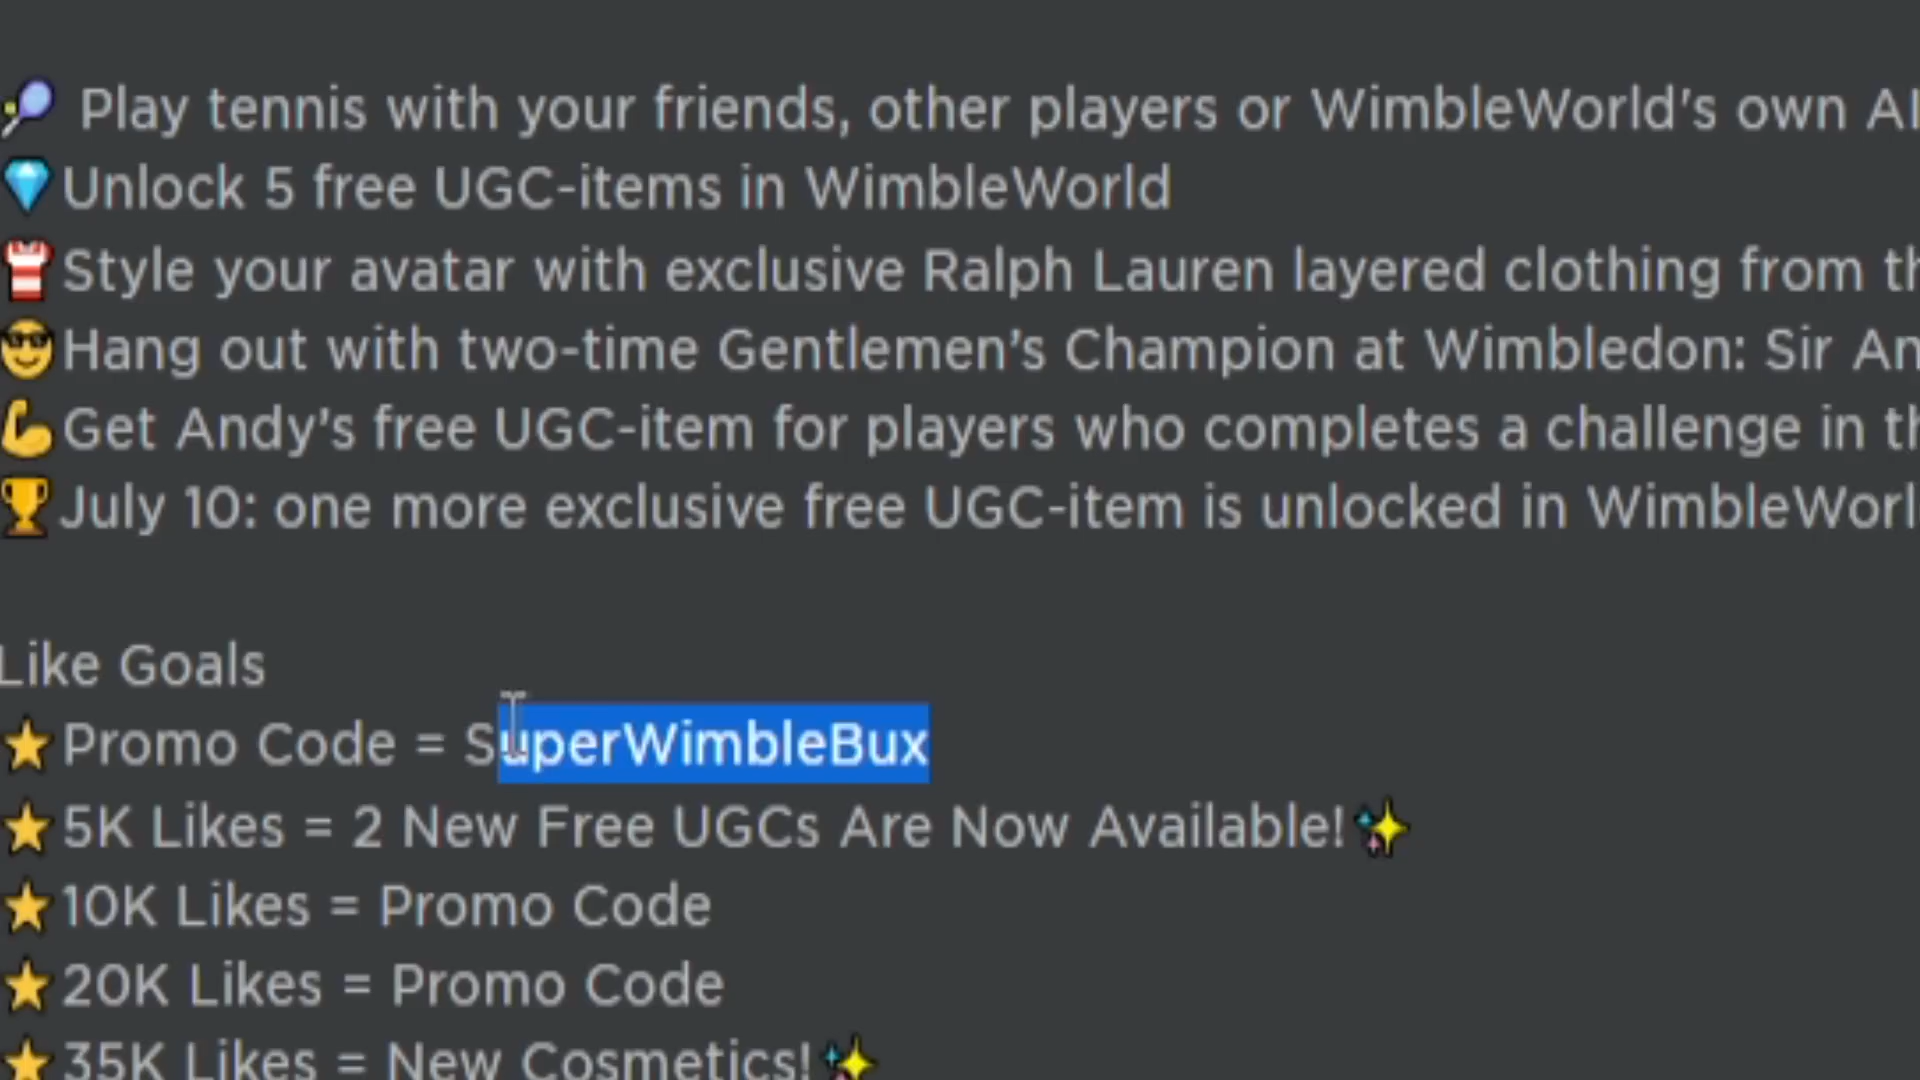 Play tennis with your friends, other players or WimbleWorld's own AI
Unlock 5 free UGC-items in WimbleWorld
Style your avatar with exclusive Ralph Lauren layered clothing from th
Hang out with two-time Gentlemen's Champion at Wimbledon: Sir An
Get Andy's free UGC-item for players who completes a challenge in th
July 10: one more exclusive free UGC-item is unlocked in WimbleWorl
Like Goals
Promo Code = SuperWimbleBux
5K Likes = 2 New Free UGCs Are Now Available!
10K Likes = Promo Code
20K Likes = Promo Code
35K Likes = New Cosmetics!